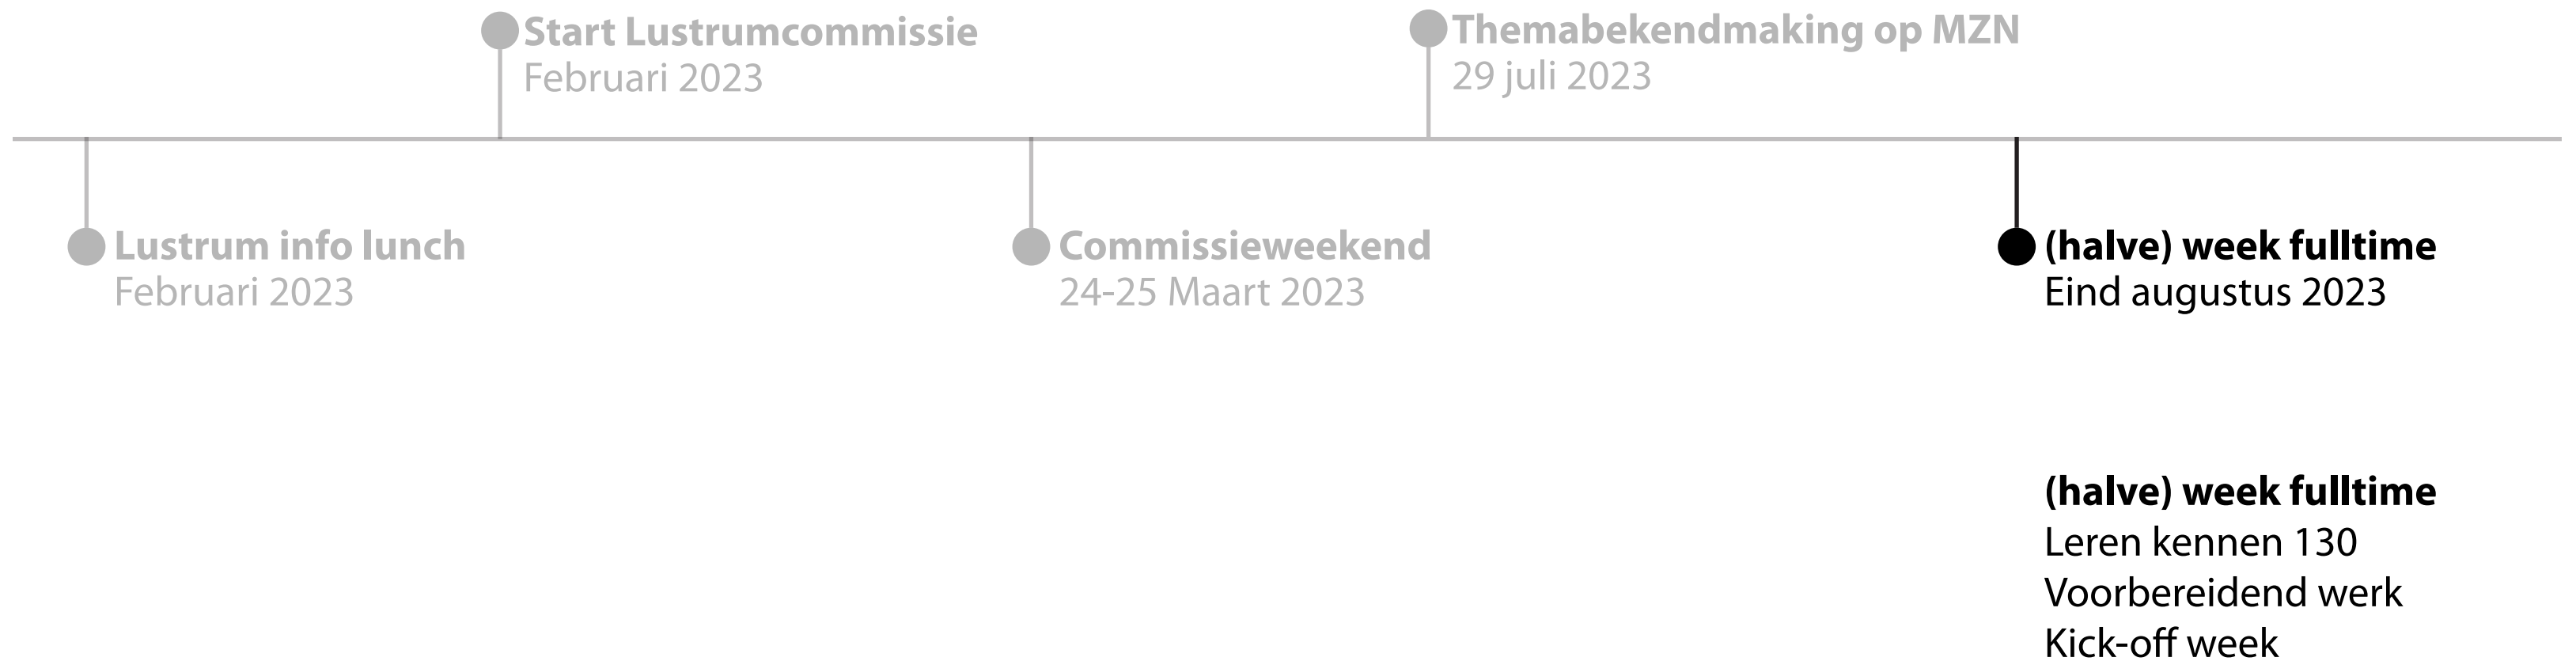 Start Lustrumcommissie
Februari 2023
Themabekendmaking op MZN
29 juli 2023
Lustrum info lunch
Februari 2023
Commissieweekend
24-25 Maart 2023
(halve) week fulltime
Eind augustus 2023
(halve) week fulltime
Leren kennen 130
Voorbereidend werk
Kick-off week